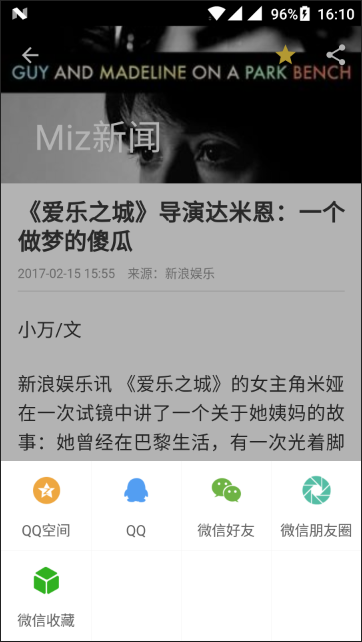 96% 16:10
GUY AND MADELINE ON A PARK BENCH
Miz新闻
《爱乐之城》导演达米恩：一个
做梦的傻瓜
2017-02-15 15:55 来源：新浪娱乐
小万/文
新浪娱乐讯 《爱乐之城》的女主角米娅
在一次试镜中讲了一个关于她姨妈的故
事：她曾经在巴黎生活，有一次光着脚
QQ空间 QQ 微信好友 微信朋友圈
微信收藏